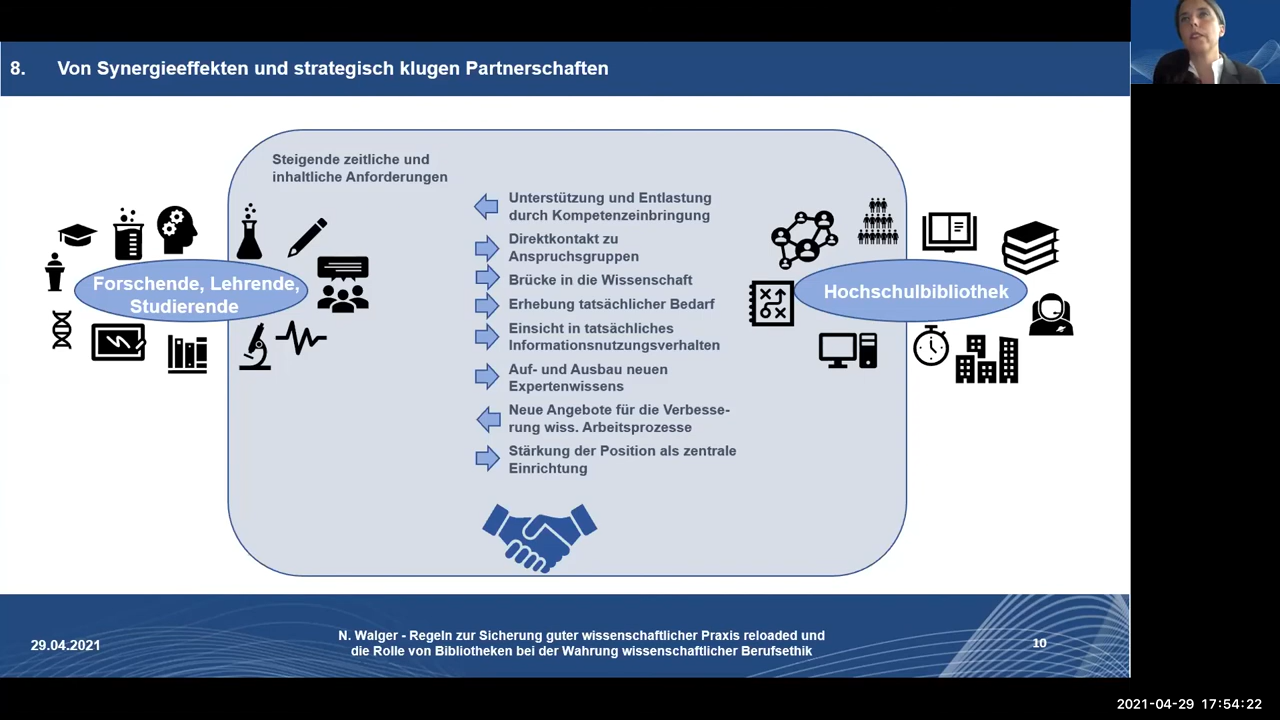 8. Von Synergieeffekten und strategisch klugen Partnerschaften
Steigende zeitliche und
inhaltliche Anforderungen
Forschende, Lehrende,
Studierende
Unterstützung und Entlastung
durch Kompetenzeinbringung
Direktkontakt zu
Anspruchsgruppen
Brücke in die Wissenschaft
Erhebung tatsächlicher Bedarf
Einsicht in tatsächliches
Informationsnutzungsverhalten
Auf- und Ausbau neuen
Expertenwissens
Neue Angebote für die Verbesse-
rung wiss. Arbeitsprozesse
Stärkung der Position als zentrale
Einrichtung
Hochschulbibliothek
29.04.2021
N. Walger - Regeln zur Sicherung guter wissenschaftlicher Praxis reloaded und
die Rolle von Bibliotheken bei der Wahrung wissenschaftlicher Berufsethik
10
2021-04-29 17:54:22